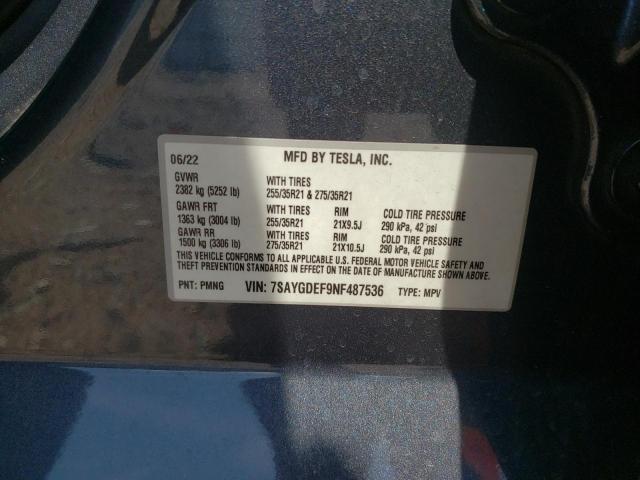 06/22 MFD BY TESLA, INC.
GVWR
2382 kg (5252 lb) WITH TIRES 255/35R21 & 275/35R21
GAWR FRT
1363 kg (3004 lb) WITH TIRES 255/35R21 RIM 21X9.5J COLD TIRE PRESSURE 290 kPa, 42 psi
GAWR RR
1500 kg (3306 lb) WITH TIRES 275/35R21 RIM 21X10.5J COLD TIRE PRESSURE 290 kPa, 42 psi
THIS VEHICLE CONFORMS TO ALL APPLICABLE U.S. FEDERAL MOTOR VEHICLE SAFETY AND
THEFT PREVENTION STANDARDS IN EFFECT ON THE DATE OF MANUFACTURE SHOWN ABOVE.
PNT: PMNG VIN: 7SAYGDEF9NF487536 TYPE: MPV